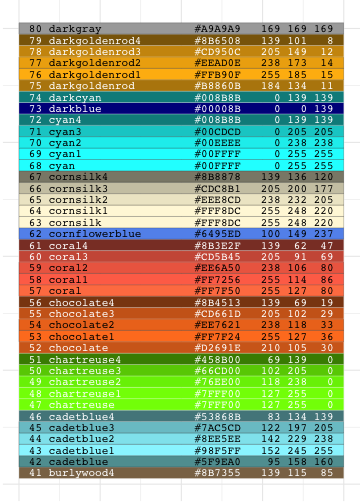 80 darkgray #A9A9A9 169 169 169
79 darkgoldenrod4 #8B6508 139 101 8
78 darkgoldenrod3 #CD950C 205 149 12
77 darkgoldenrod2 #EEAD0E 238 173 14
76 darkgoldenrod1 #FFB90F 255 185 15
75 darkgoldenrod #B8860B 184 134 11
74 darkcyan #008B8B 0 139 139
73 darkblue #00008B 0 0 139
72 cyan4 #008B8B 0 139 139
71 cyan3 #00CDCD 0 205 205
70 cyan2 #00EEEE 0 238 238
69 cyan1 #00FFFF 0 255 255
68 cyan #00FFFF 0 255 255
67 cornsilk4 #8B8878 139 136 120
66 cornsilk3 #CDC8B1 205 200 177
65 cornsilk2 #EEE8CD 238 232 205
64 cornsilk1 #FFF8DC 255 248 220
63 cornsilk #FFF8DC 255 248 220
62 cornflowerblue #6495ED 100 149 237
61 coral4 #8B3E2F 139 62 47
60 coral3 #CD5B45 205 91 69
59 coral2 #EE6A50 238 106 80
58 coral1 #FF7256 255 114 86
57 coral #FF7F50 255 127 80
56 chocolate4 #8B4513 139 69 19
55 chocolate3 #CD661D 205 102 29
54 chocolate2 #EE7621 238 118 33
53 chocolate1 #FF7F24 255 127 36
52 chocolate #D2691E 210 105 30
51 chartreuse4 #458B00 69 139 0
50 chartreuse3 #66CD00 102 205 0
49 chartreuse2 #76EE00 118 238 0
48 chartreuse1 #7FFF00 127 255 0
47 chartreuse #7FFF00 127 255 0
46 cadetblue4 #53868B 83 134 139
45 cadetblue3 #7AC5CD 122 197 205
44 cadetblue2 #8EE5EE 142 229 238
43 cadetblue1 #98F5FF 152 245 255
42 cadetblue #5F9EA0 95 158 160
41 burlywood4 #8B7355 139 115 85